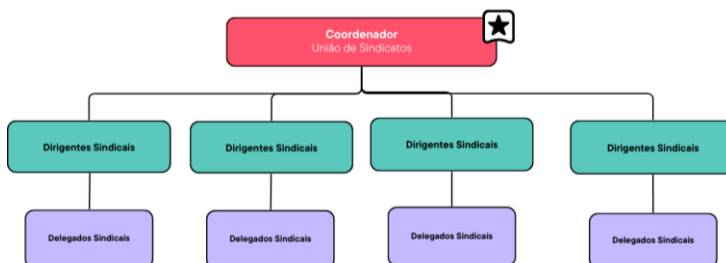 Coordenador
União de Sindicatos
Dirigentes Sindicais
Dirigentes Sindicais
Dirigentes Sindicais
Dirigentes Sindicais
Delegados Sindicais
Delegados Sindicais
Delegados Sindicais
Delegados Sindicais